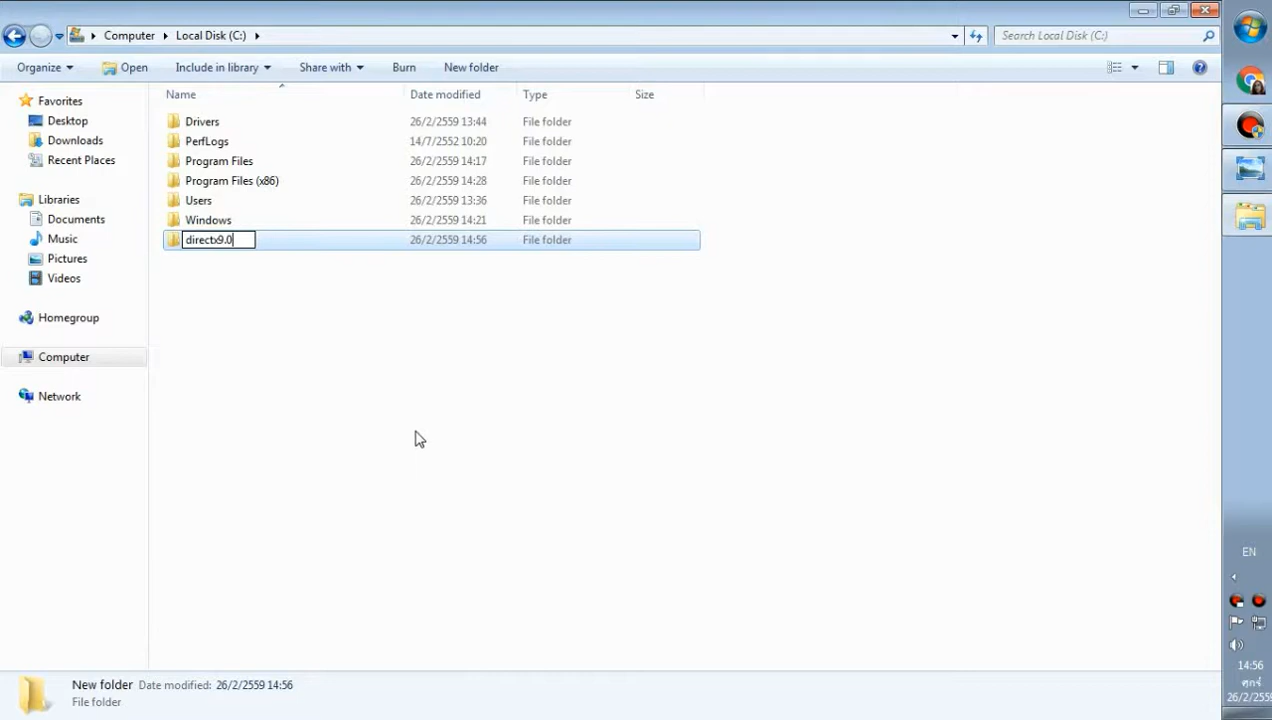 Computer Local Disk (C:) Search Local Disk (C:)
Organize Open Include in library Share with Burn New folder
Name Date modified Type Size
Favorites
Desktop
Downloads
Recent Places
Libraries
Documents
Music
Pictures
Videos
Homegroup
Computer
Network
Drivers 26/2/2559 13:44 File folder
PerfLogs 14/7/2552 10:20 File folder
Program Files 26/2/2559 14:17 File folder
Program Files (x86) 26/2/2559 14:28 File folder
Users 26/2/2559 13:36 File folder
Windows 26/2/2559 14:21 File folder
directx9.0 26/2/2559 14:56 File folder
New folder Date modified: 26/2/2559 14:56
File folder
EN
14:56
ศุกร์
26/2/2559